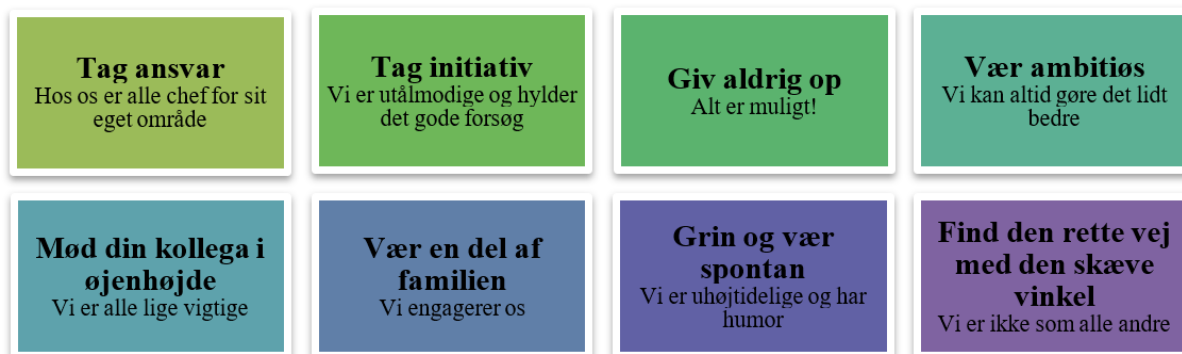 Tag ansvar
Hos os er alle chef for sit
eget område
Tag initiativ
Vi er utålmodige og hylder
det gode forsøg
Giv aldrig op
Alt er muligt!
Vær ambitiøs
Vi kan altid gøre det lidt
bedre
Mød din kollega i
øjenhøjde
Vi er alle lige vigtige
Vær en del af
familien
Vi engagerer os
Grin og vær
spontan
Vi er uhøjtidelige og har
humor
Find den rette vej
med den skæve
vinkel
Vi er ikke som alle andre